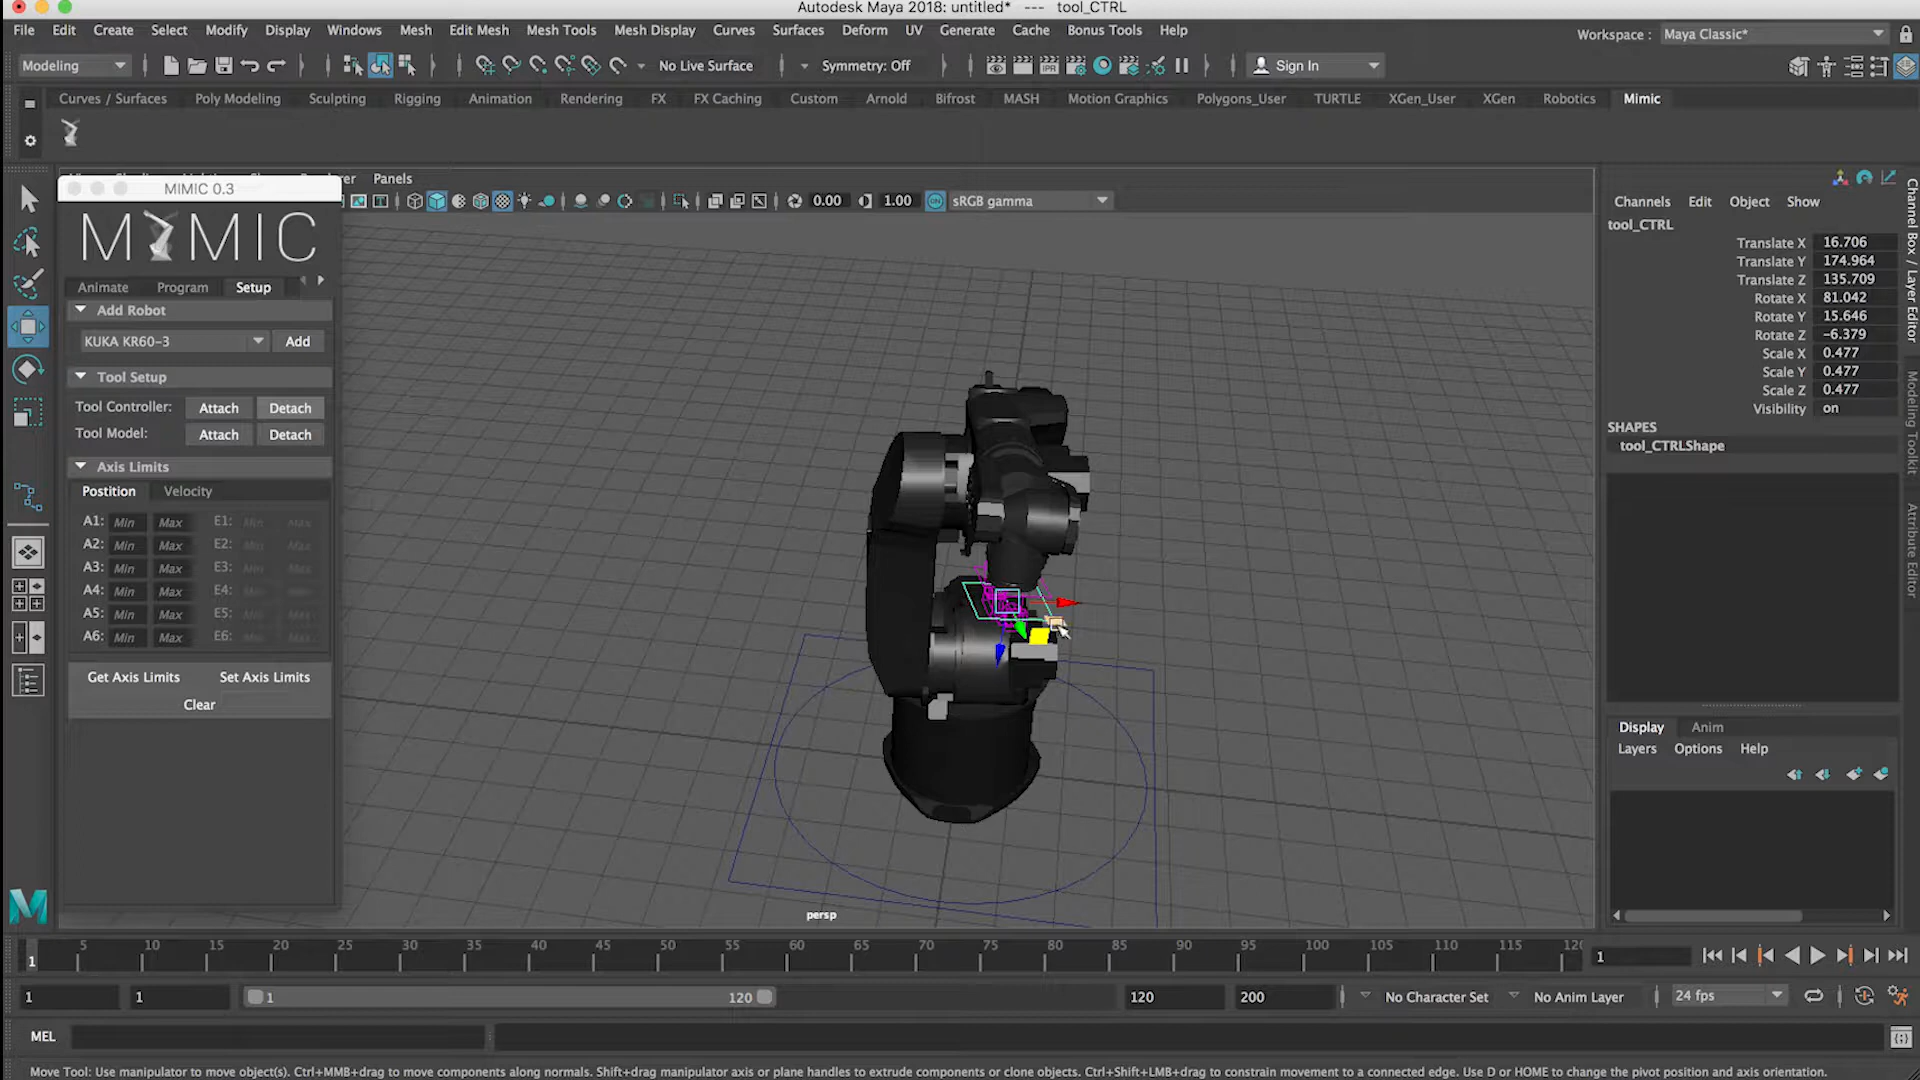 Autodesk Maya 2018: untitled* --- tool_CTRL
File Edit Create Select Modify Display Windows Mesh Edit Mesh Mesh Tools Mesh Display Curves Surfaces Deform UV Generate Cache Bonus Tools Help
Workspace : Maya Classic*
Modeling No Live Surface Symmetry: Off IPR Sign In
Curves / Surfaces Poly Modeling Sculpting Rigging Animation Rendering FX FX Caching Custom Arnold Bifrost MASH Motion Graphics Polygons_User TURTLE XGen_User XGen Robotics Mimic
Panels
0.00 1.00 ON sRGB gamma
MIMIC 0.3
MIMIC
Animate Program Setup
Add Robot
KUKA KR60-3 Add
Tool Setup
Tool Controller: Attach Detach
Tool Model: Attach Detach
Axis Limits
Postition Velocity
A1: Min Max E1: Min Max
A2: Min Max E2: Min Max
A3: Min Max E3: Min Max
A4: Min Max E4:
A5: Min Max E5:
A6: Min Max E6:
Get Axis Limits Set Axis Limits
Clear
persp
Channels Edit Object Show
tool_CTRL
Translate X 16.706
Translate Y 174.964
Translate Z 135.709
Rotate X 81.042
Rotate Y 15.646
Rotate Z -6.379
Scale X 0.477
Scale Y 0.477
Scale Z 0.477
Visibility on
SHAPES
tool_CTRLShape
Display Anim
Layers Options Help
Channel Box / Layer Editor
Modeling Toolkit
Attribute Editor
5 10 15 20 25 30 35 40 45 50 55 60 65 70 75 80 85 90 95 100 105 110 115
1 1
1 1 1 120 120 200 No Character Set No Anim Layer 24 fps
MEL
Move Tool: Use manipulator to move object(s). Ctrl+MMB+drag to move components along normals. Shift+drag manipulator axis or plane handles to extrude components or clone objects. Ctrl+Shift+LMB+drag to constrain movement to a connected edge. Use D or HOME to change the pivot position and axis orientation.